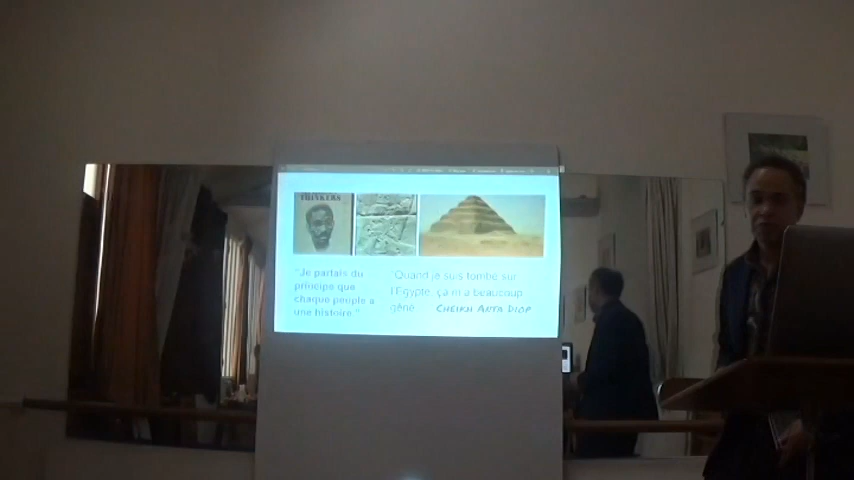 THINKERS
"Je partais du
principe que
chaque peuple a
une histoire."
"Quand je suis tombé sur
l'Egypte, ça m'a beaucoup
gêné
CHEIKH ANTA DIOP